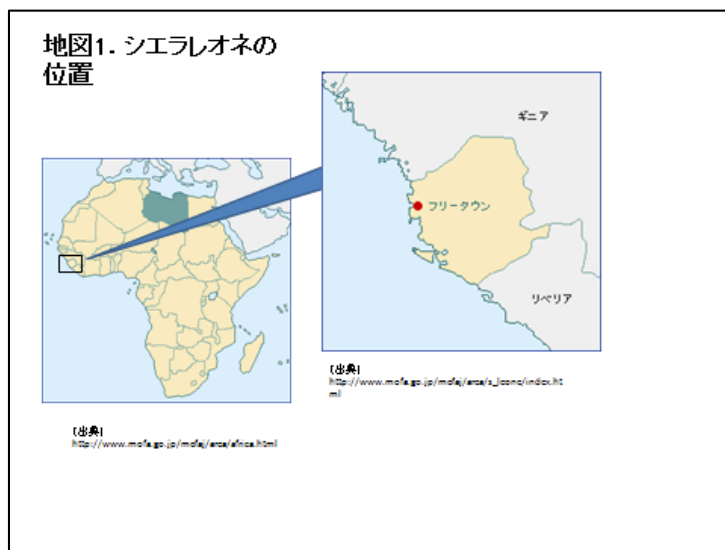 地図1. シエラレオネの
位置
ギニア
フリータウン
リベリア
[出典]
http://www.mofa.go.jp/mofaj/area/s_leone/index.ht
ml
[出典]
http://www.mofa.go.jp/mofaj/area/africa.html